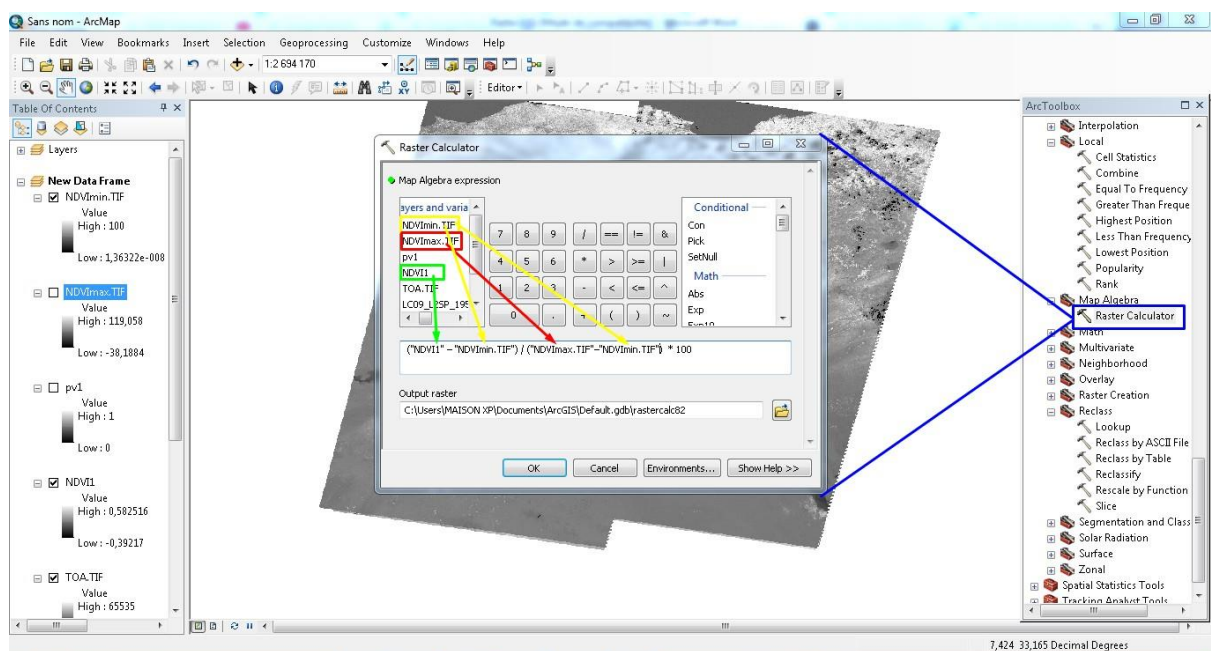 Sans nom - ArcMap
File Edit View Bookmarks Insert Selection Geoprocessing Customize Windows Help
1:2 694 170
Editor
Table Of Contents
Layers
New Data Frame
NDVImin.TIF
Value
High : 100
Low : 1,36322e-008
NDVImax.TIF
Value
High : 119,058
Low : -38,1884
pv1
Value
High : 1
Low : 0
NDVI1
Value
High : 0,582516
Low : -0,39217
TOA.TIF
Value
High : 65535
Raster Calculator
Map Algebra expression
ayers and varia
NDVImin.TIF
NDVImax.TIF
pv1
NDVI1
TOA.TIF
LC09_L2SP_195
7 8 9 / == != &
4 5 6 * > >= |
1 2 3 - < <= ^
0 . + ( ) ~
Conditional
Con
Pick
SetNull
Math
Abs
Exp
Exp10
("NDVI1" – "NDVImin.TIF") / ("NDVImax.TIF"–"NDVImin.TIF") * 100
Output raster
C:\Users\MAISON XP\Documents\ArcGIS\Default.gdb\rastercalc82
OK Cancel Environments... Show Help >>
ArcToolbox
Interpolation
Local
Cell Statistics
Combine
Equal To Frequency
Greater Than Freque
Highest Position
Less Than Frequency
Lowest Position
Popularity
Rank
Map Algebra
Raster Calculator
Math
Multivariate
Neighborhood
Overlay
Raster Creation
Reclass
Lookup
Reclass by ASCII File
Reclass by Table
Reclassify
Rescale by Function
Slice
Segmentation and Class
Solar Radiation
Surface
Zonal
Spatial Statistics Tools
Tracking Analyst Tools
7,424 33,165 Decimal Degrees